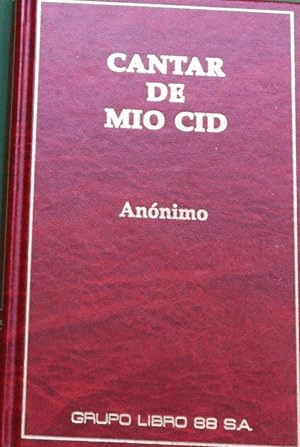 CANTAR
DE
MIO CID
Anónimo
GRUPO LIBRO 88 S.A.